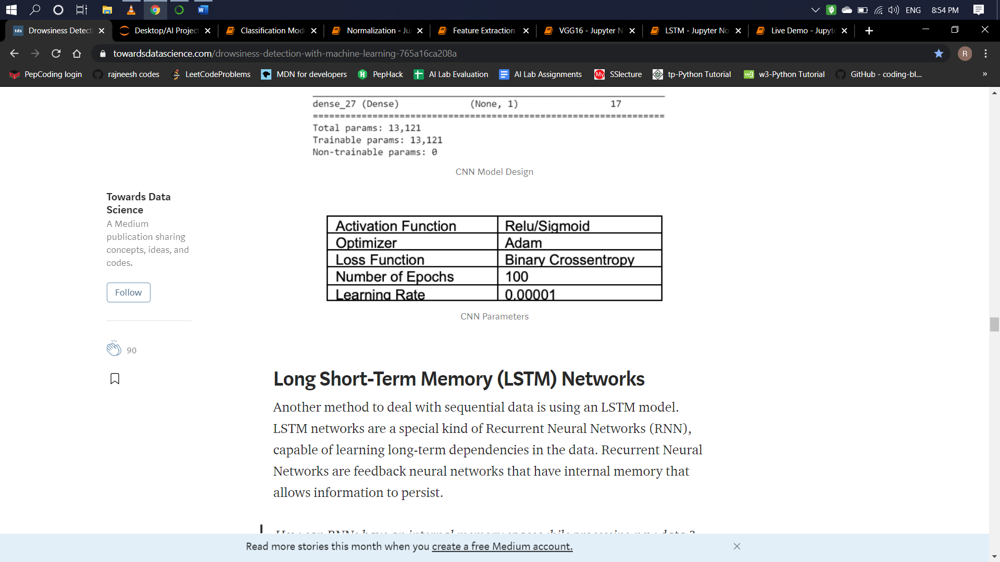 ENG
8:54 PM
Drowsiness Detect
Desktop/AI Project
Classification Mod
Normalization - Ju
Feature Extraction
VGG16 - Jupyter N
LSTM - Jupyter No
Live Demo - Jupyte
towardsdatascience.com/drowsiness-detection-with-machine-learning-765a16ca208a
R
PepCoding login
rajneesh codes
LeetCodeProblems
MDN for developers
PepHack
AI Lab Evaluation
AI Lab Assignments
SSlecture
tp-Python Tutorial
w3-Python Tutorial
GitHub - coding-bl...
»
dense_27 (Dense) (None, 1) 17
Total params: 13,121
Trainable params: 13,121
Non-trainable params: 0
CNN Model Design
Towards Data
Science
A Medium
publication sharing
concepts, ideas, and
codes.
Follow
90
Activation Function Relu/Sigmoid
Optimizer Adam
Loss Function Binary Crossentropy
Number of Epochs 100
Learning Rate 0.00001
CNN Parameters
Long Short-Term Memory (LSTM) Networks
Another method to deal with sequential data is using an LSTM model.
LSTM networks are a special kind of Recurrent Neural Networks (RNN),
capable of learning long-term dependencies in the data. Recurrent Neural
Networks are feedback neural networks that have internal memory that
allows information to persist.
Read more stories this month when you create a free Medium account.